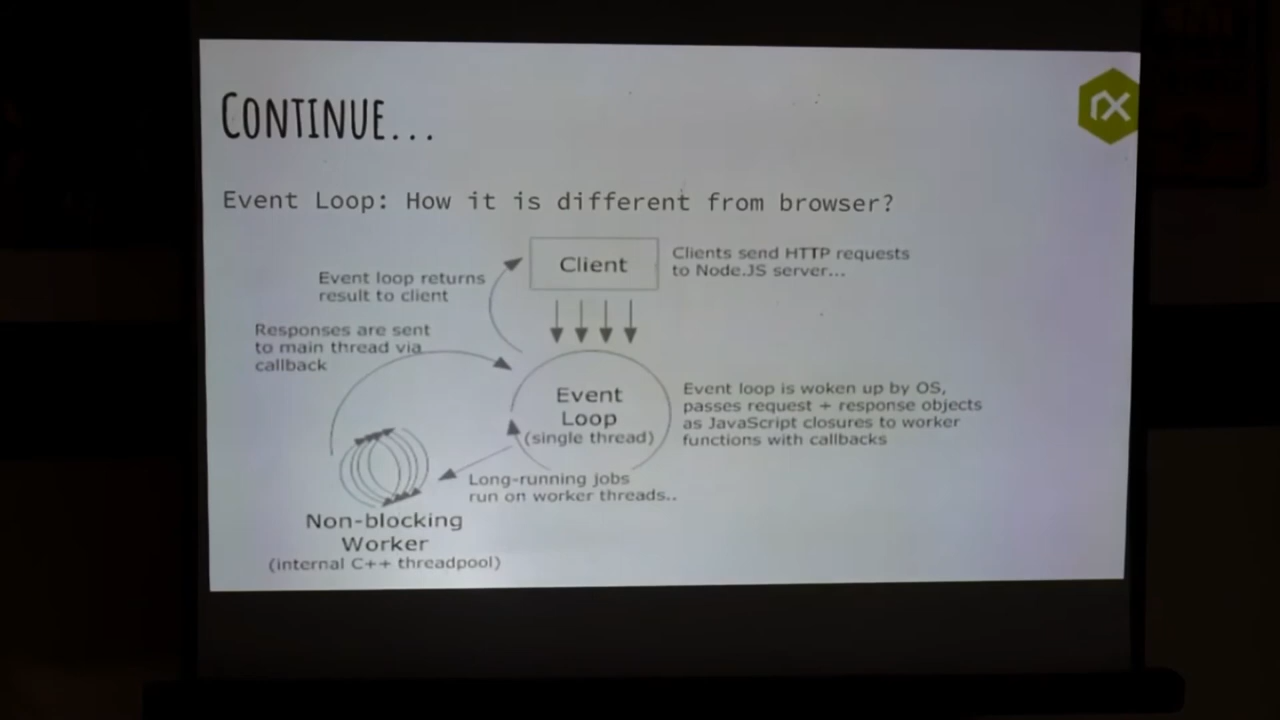 CONTINUE...
rx
Event Loop: How it is different from browser?
Client
Clients send HTTP requests
to Node.JS server...
Event loop returns
result to client
Responses are sent
to main thread via
callback
Event
Loop
(single thread)
Event loop is woken up by OS,
passes request + response objects
as JavaScript closures to worker
functions with callbacks
Long-running jobs
run on worker threads..
Non-blocking
Worker
(internal C++ threadpool)